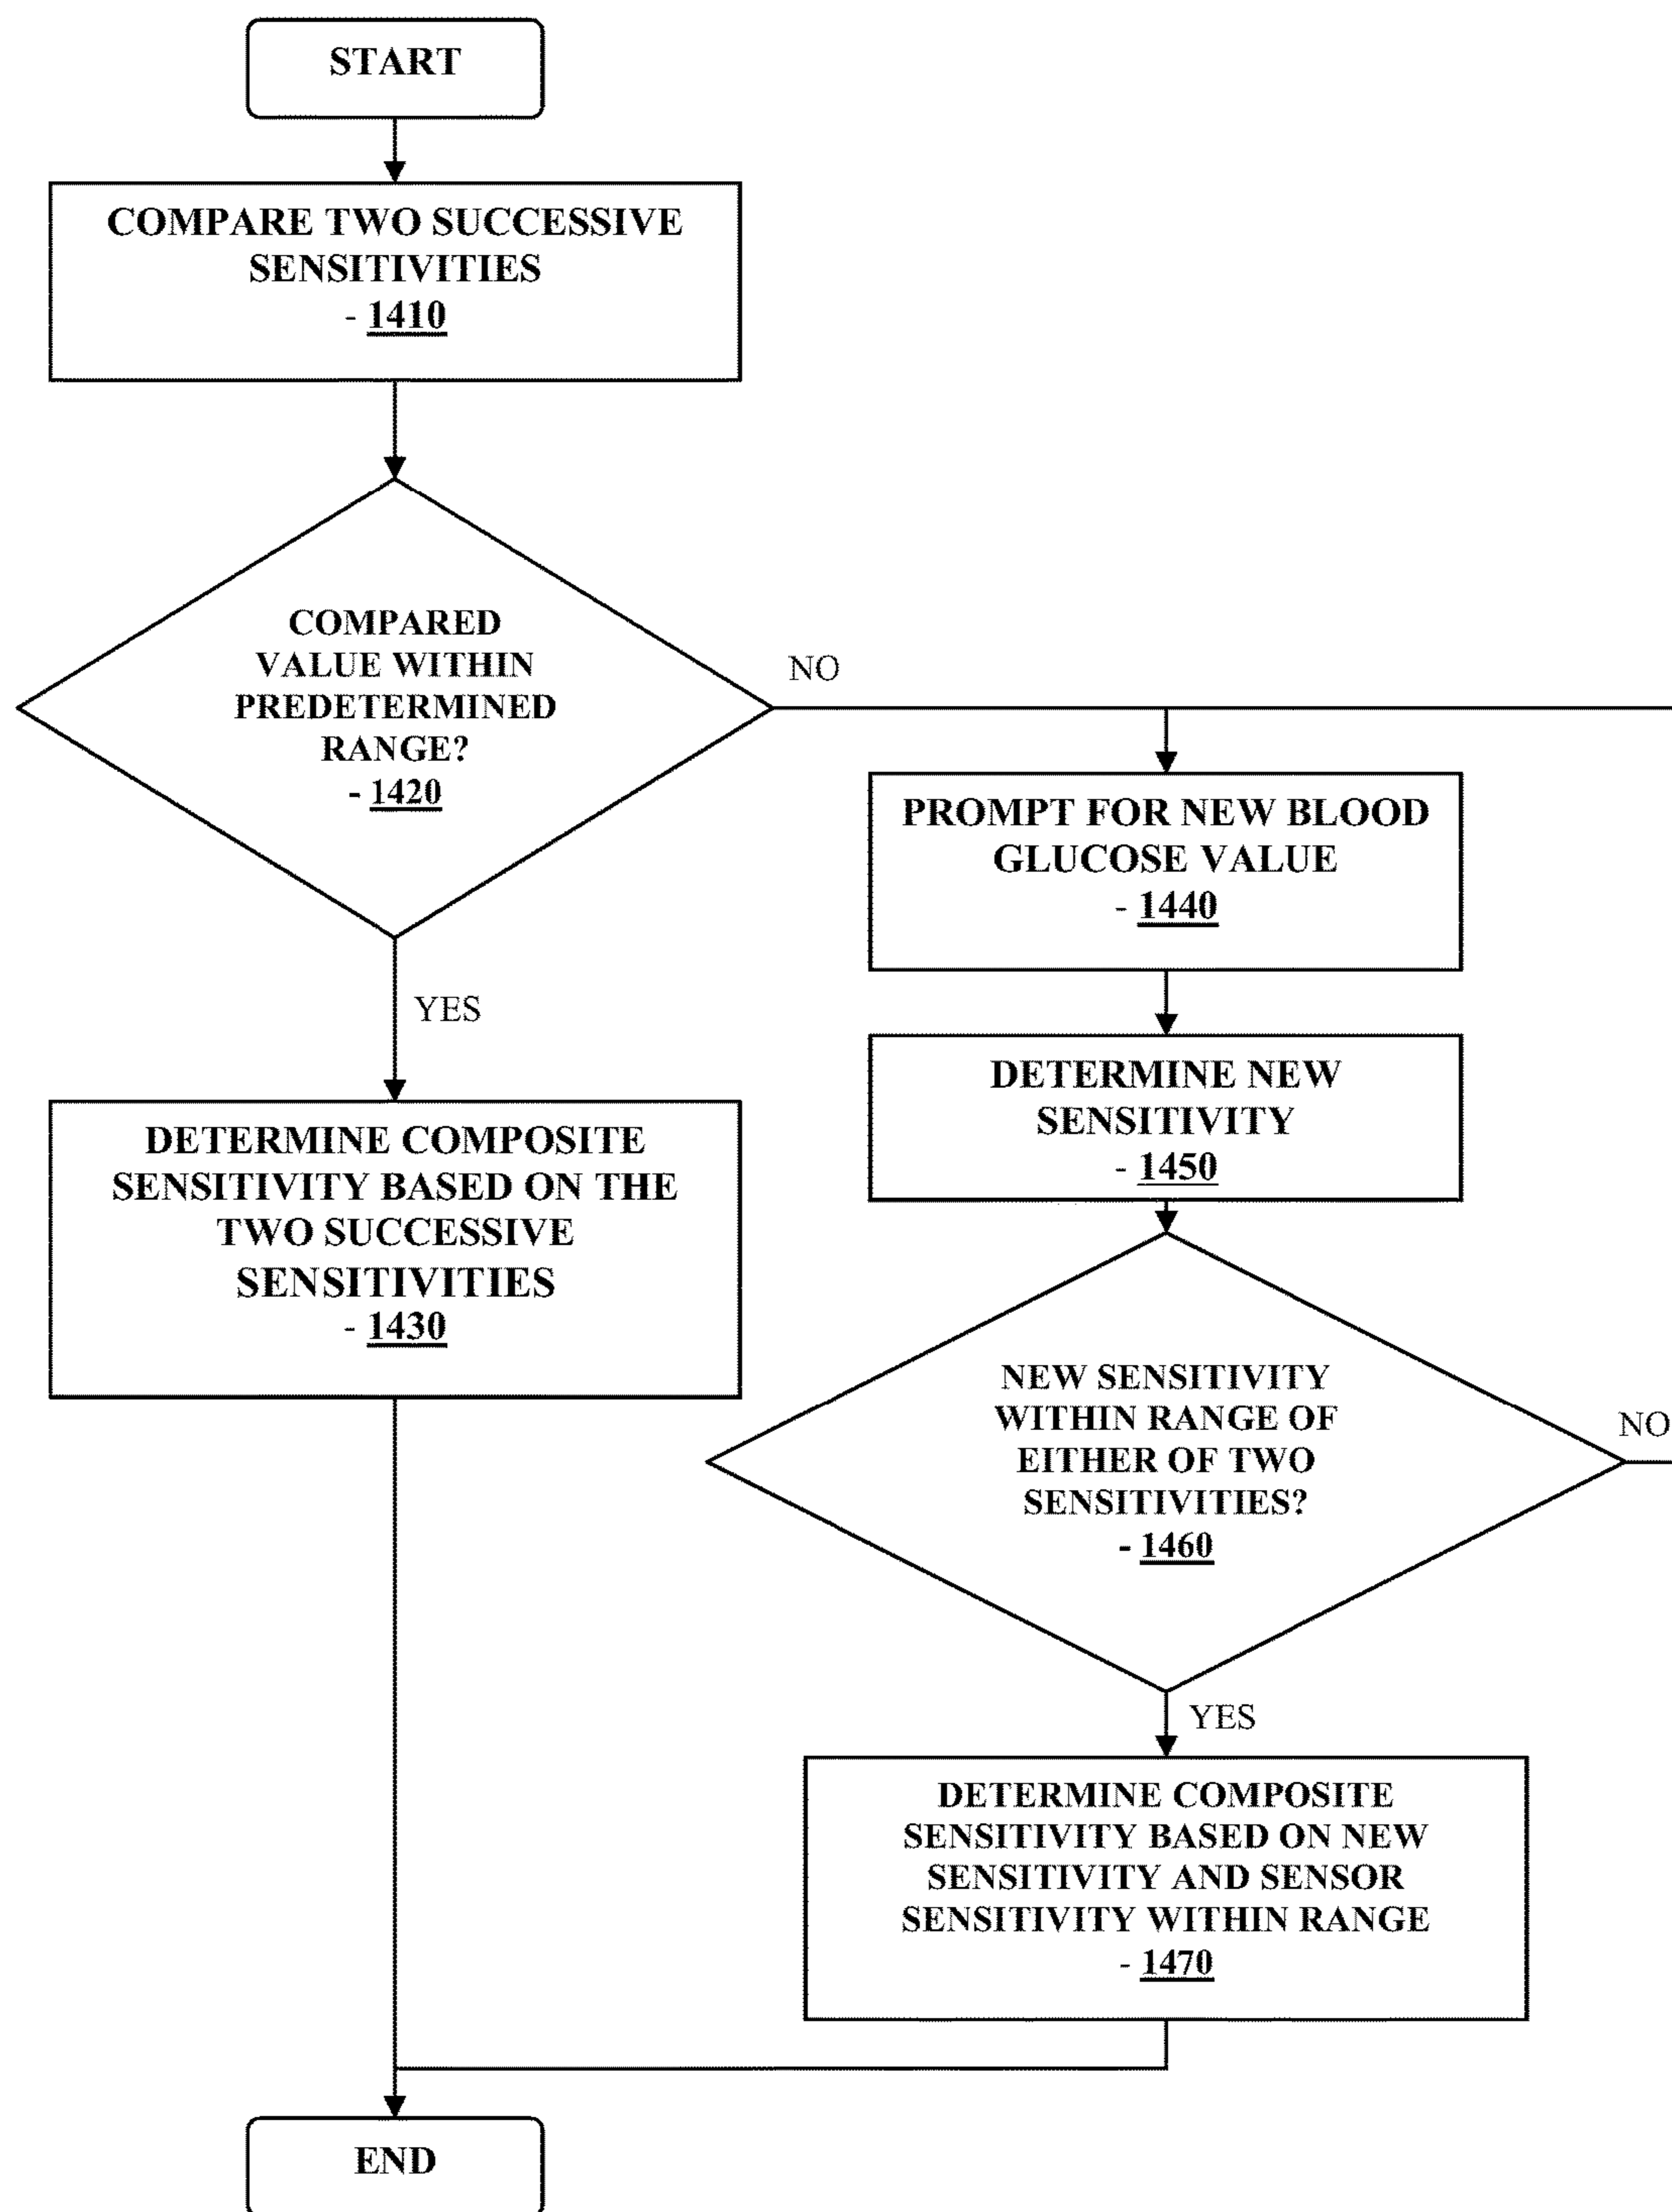 START
COMPARE TWO SUCCESSIVE
SENSITIVITIES
- 1410
COMPARED
VALUE WITHIN
PREDETERMINED
RANGE?
- 1420
NO
YES
PROMPT FOR NEW BLOOD
GLUCOSE VALUE
- 1440
DETERMINE NEW
SENSITIVITY
- 1450
DETERMINE COMPOSITE
SENSITIVITY BASED ON THE
TWO SUCCESSIVE
SENSITIVITIES
- 1430
NEW SENSITIVITY
WITHIN RANGE OF
EITHER OF TWO
SENSITIVITIES?
- 1460
NO
YES
DETERMINE COMPOSITE
SENSITIVITY BASED ON NEW
SENSITIVITY AND SENSOR
SENSITIVITY WITHIN RANGE
- 1470
END